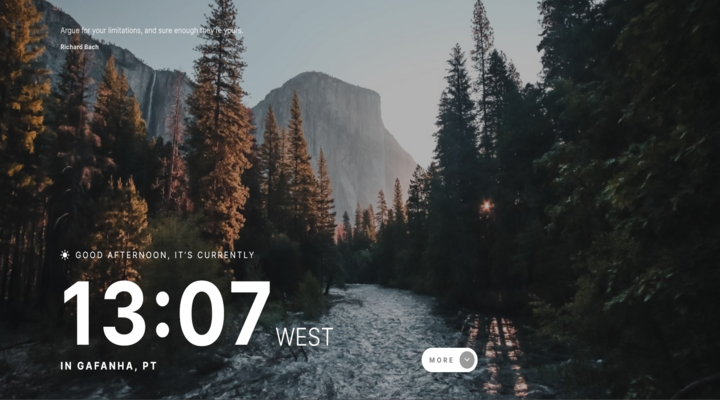 Argue for your limitations, and sure enough they're yours.
Richard Bach
GOOD AFTERNOON, IT'S CURRENTLY
13:07 WEST
IN GAFANHA, PT
MORE